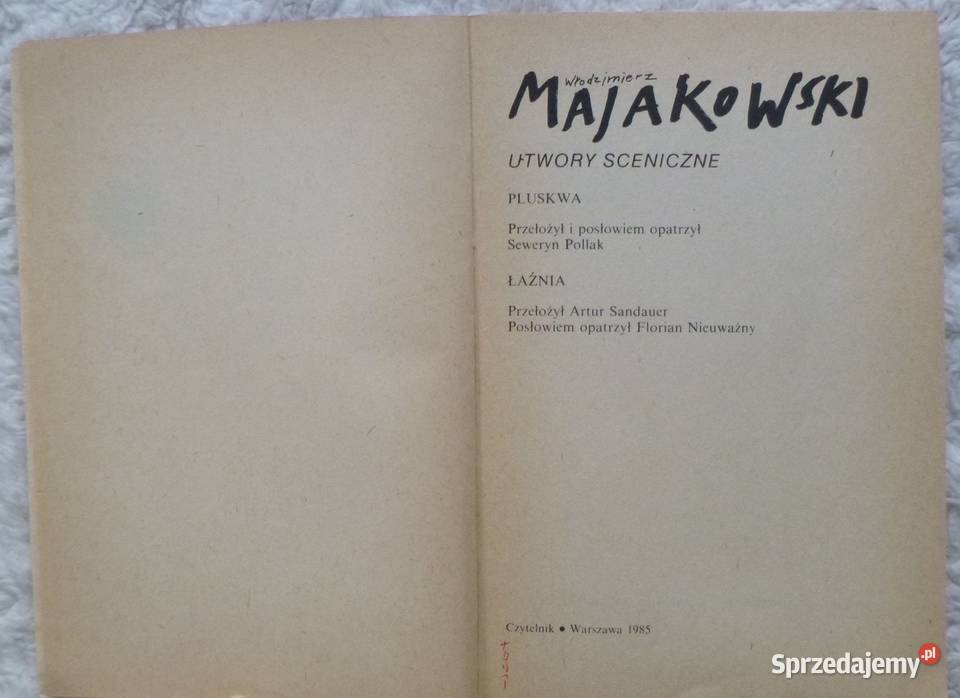 Włodzimierz
MAJAKOWSKI
UTWORY SCENICZNE
PLUSKWA
Przełożył i posłowiem opatrzył
Seweryn Pollak
ŁAŹNIA
Przełożył Artur Sandauer
Posłowiem opatrzył Florian Nieuważny
Czytelnik • Warszawa 1985
Sprzedajemy.pl